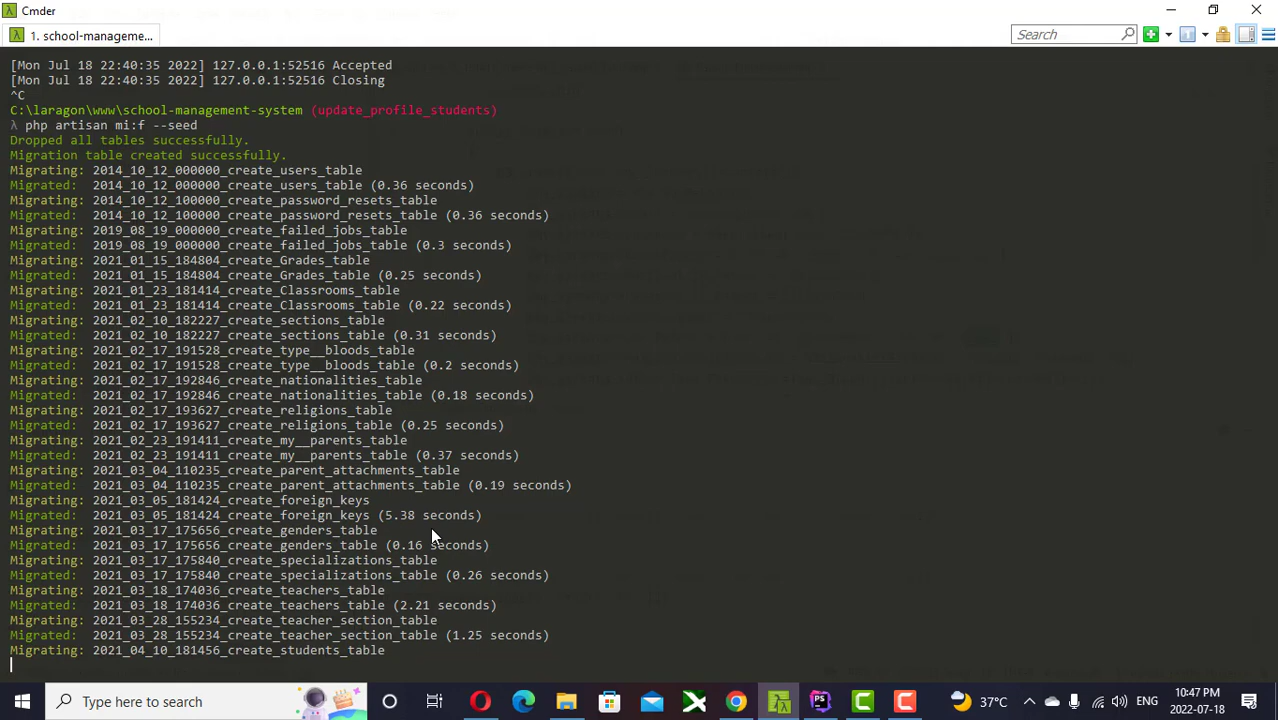 Cmder
1. school-manageme...
Search
[Mon Jul 18 22:40:35 2022] 127.0.0.1:52516 Accepted
[Mon Jul 18 22:40:35 2022] 127.0.0.1:52516 Closing
^C
C:\laragon\www\school-management-system (update_profile_students)
λ php artisan mi:f --seed
Dropped all tables successfully.
Migration table created successfully.
Migrating: 2014_10_12_000000_create_users_table
Migrated:  2014_10_12_000000_create_users_table (0.36 seconds)
Migrating: 2014_10_12_100000_create_password_resets_table
Migrated:  2014_10_12_100000_create_password_resets_table (0.36 seconds)
Migrating: 2019_08_19_000000_create_failed_jobs_table
Migrated:  2019_08_19_000000_create_failed_jobs_table (0.3 seconds)
Migrating: 2021_01_15_184804_create_Grades_table
Migrated:  2021_01_15_184804_create_Grades_table (0.25 seconds)
Migrating: 2021_01_23_181414_create_Classrooms_table
Migrated:  2021_01_23_181414_create_Classrooms_table (0.22 seconds)
Migrating: 2021_02_10_182227_create_sections_table
Migrated:  2021_02_10_182227_create_sections_table (0.31 seconds)
Migrating: 2021_02_17_191528_create_type__bloods_table
Migrated:  2021_02_17_191528_create_type__bloods_table (0.2 seconds)
Migrating: 2021_02_17_192846_create_nationalities_table
Migrated:  2021_02_17_192846_create_nationalities_table (0.18 seconds)
Migrating: 2021_02_17_193627_create_religions_table
Migrated:  2021_02_17_193627_create_religions_table (0.25 seconds)
Migrating: 2021_02_23_191411_create_my__parents_table
Migrated:  2021_02_23_191411_create_my__parents_table (0.37 seconds)
Migrating: 2021_03_04_110235_create_parent_attachments_table
Migrated:  2021_03_04_110235_create_parent_attachments_table (0.19 seconds)
Migrating: 2021_03_05_181424_create_foreign_keys
Migrated:  2021_03_05_181424_create_foreign_keys (5.38 seconds)
Migrating: 2021_03_17_175656_create_genders_table
Migrated:  2021_03_17_175656_create_genders_table (0.16 seconds)
Migrating: 2021_03_17_175840_create_specializations_table
Migrated:  2021_03_17_175840_create_specializations_table (0.26 seconds)
Migrating: 2021_03_18_174036_create_teachers_table
Migrated:  2021_03_18_174036_create_teachers_table (2.21 seconds)
Migrating: 2021_03_28_155234_create_teacher_section_table
Migrated:  2021_03_28_155234_create_teacher_section_table (1.25 seconds)
Migrating: 2021_04_10_181456_create_students_table
Type here to search
37°C
ENG
10:47 PM
2022-07-18